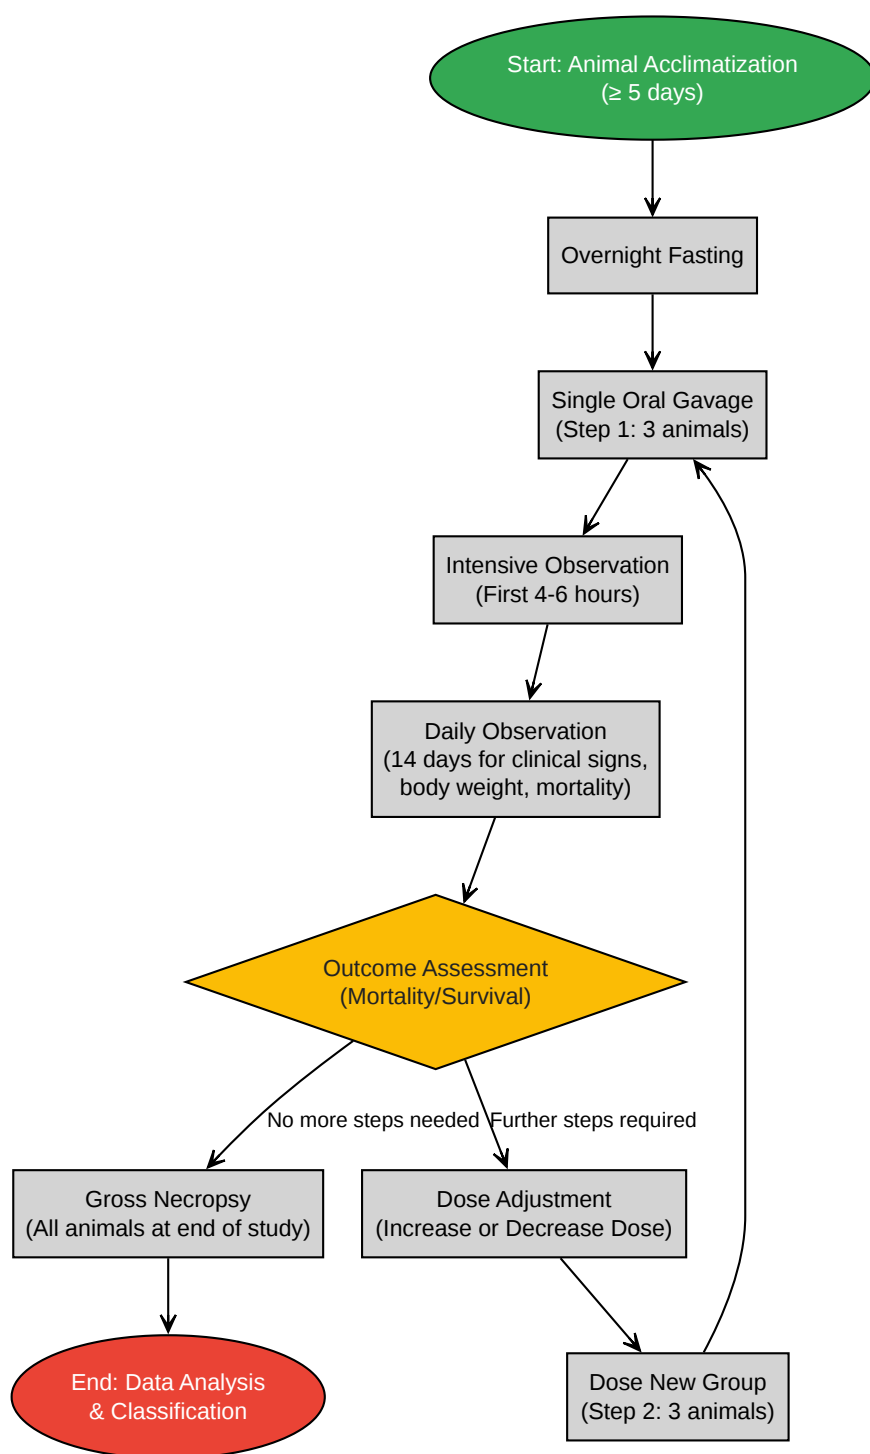 Start: Animal Acclimatization
(≥ 5 days)
Overnight Fasting
Single Oral Gavage
(Step 1: 3 animals)
Intensive Observation
(First 4-6 hours)
Daily Observation
(14 days for clinical signs,
body weight, mortality)
Outcome Assessment
(Mortality/Survival)
No more steps needed
Further steps required
Gross Necropsy
(All animals at end of study)
Dose Adjustment
(Increase or Decrease Dose)
End: Data Analysis
& Classification
Dose New Group
(Step 2: 3 animals)